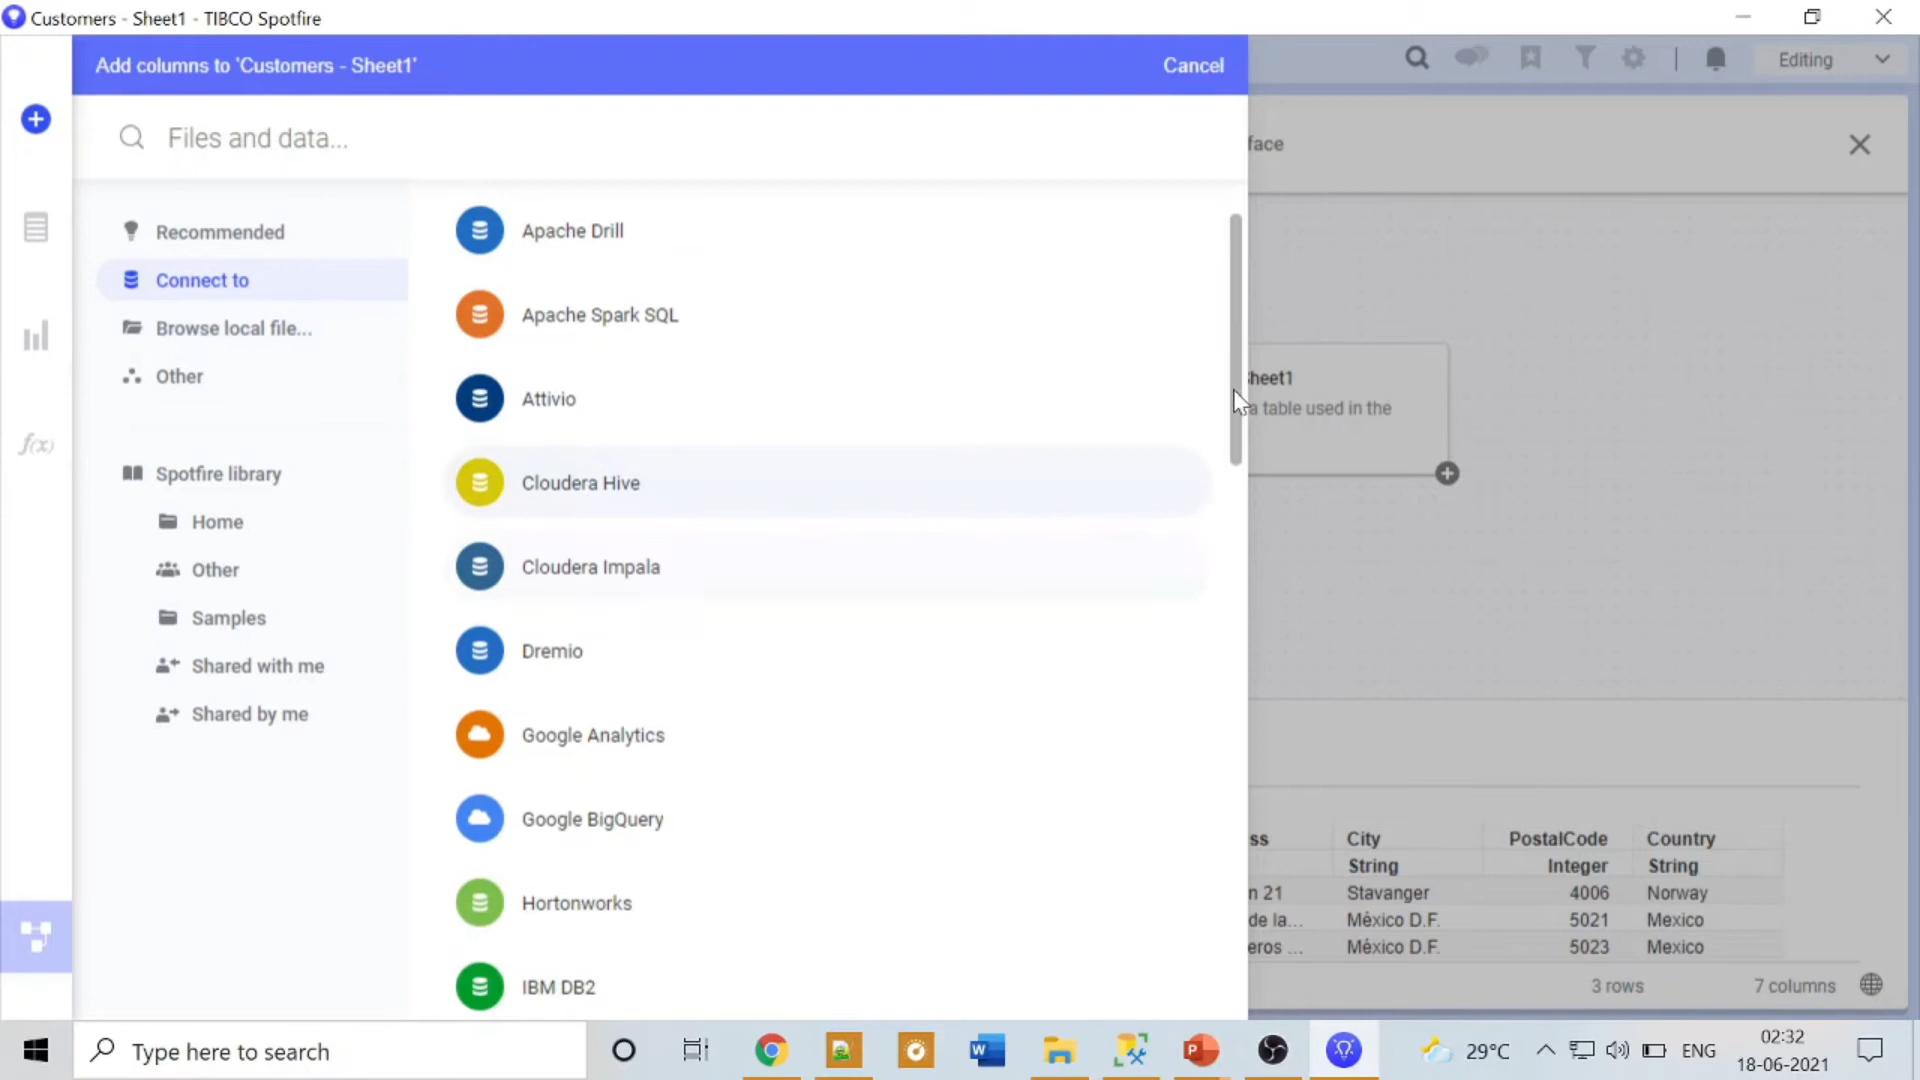 Customers - Sheet1 - TIBCO Spotfire
Add columns to 'Customers - Sheet1'
Cancel
Editing
Files and data...
face
Recommended
Connect to
Browse local file...
Other
f(x)
Spotfire library
Home
Other
Samples
Shared with me
Shared by me
Apache Drill
Apache Spark SQL
Attivio
Cloudera Hive
Cloudera Impala
Dremio
Google Analytics
Google BigQuery
Hortonworks
IBM DB2
Sheet1
a table used in the
ss City PostalCode Country
String Integer String
n 21 Stavanger 4006 Norway
de la... México D.F. 5021 Mexico
eros ... México D.F. 5023 Mexico
3 rows 7 columns
Type here to search
29°C
ENG
02:32
18-06-2021